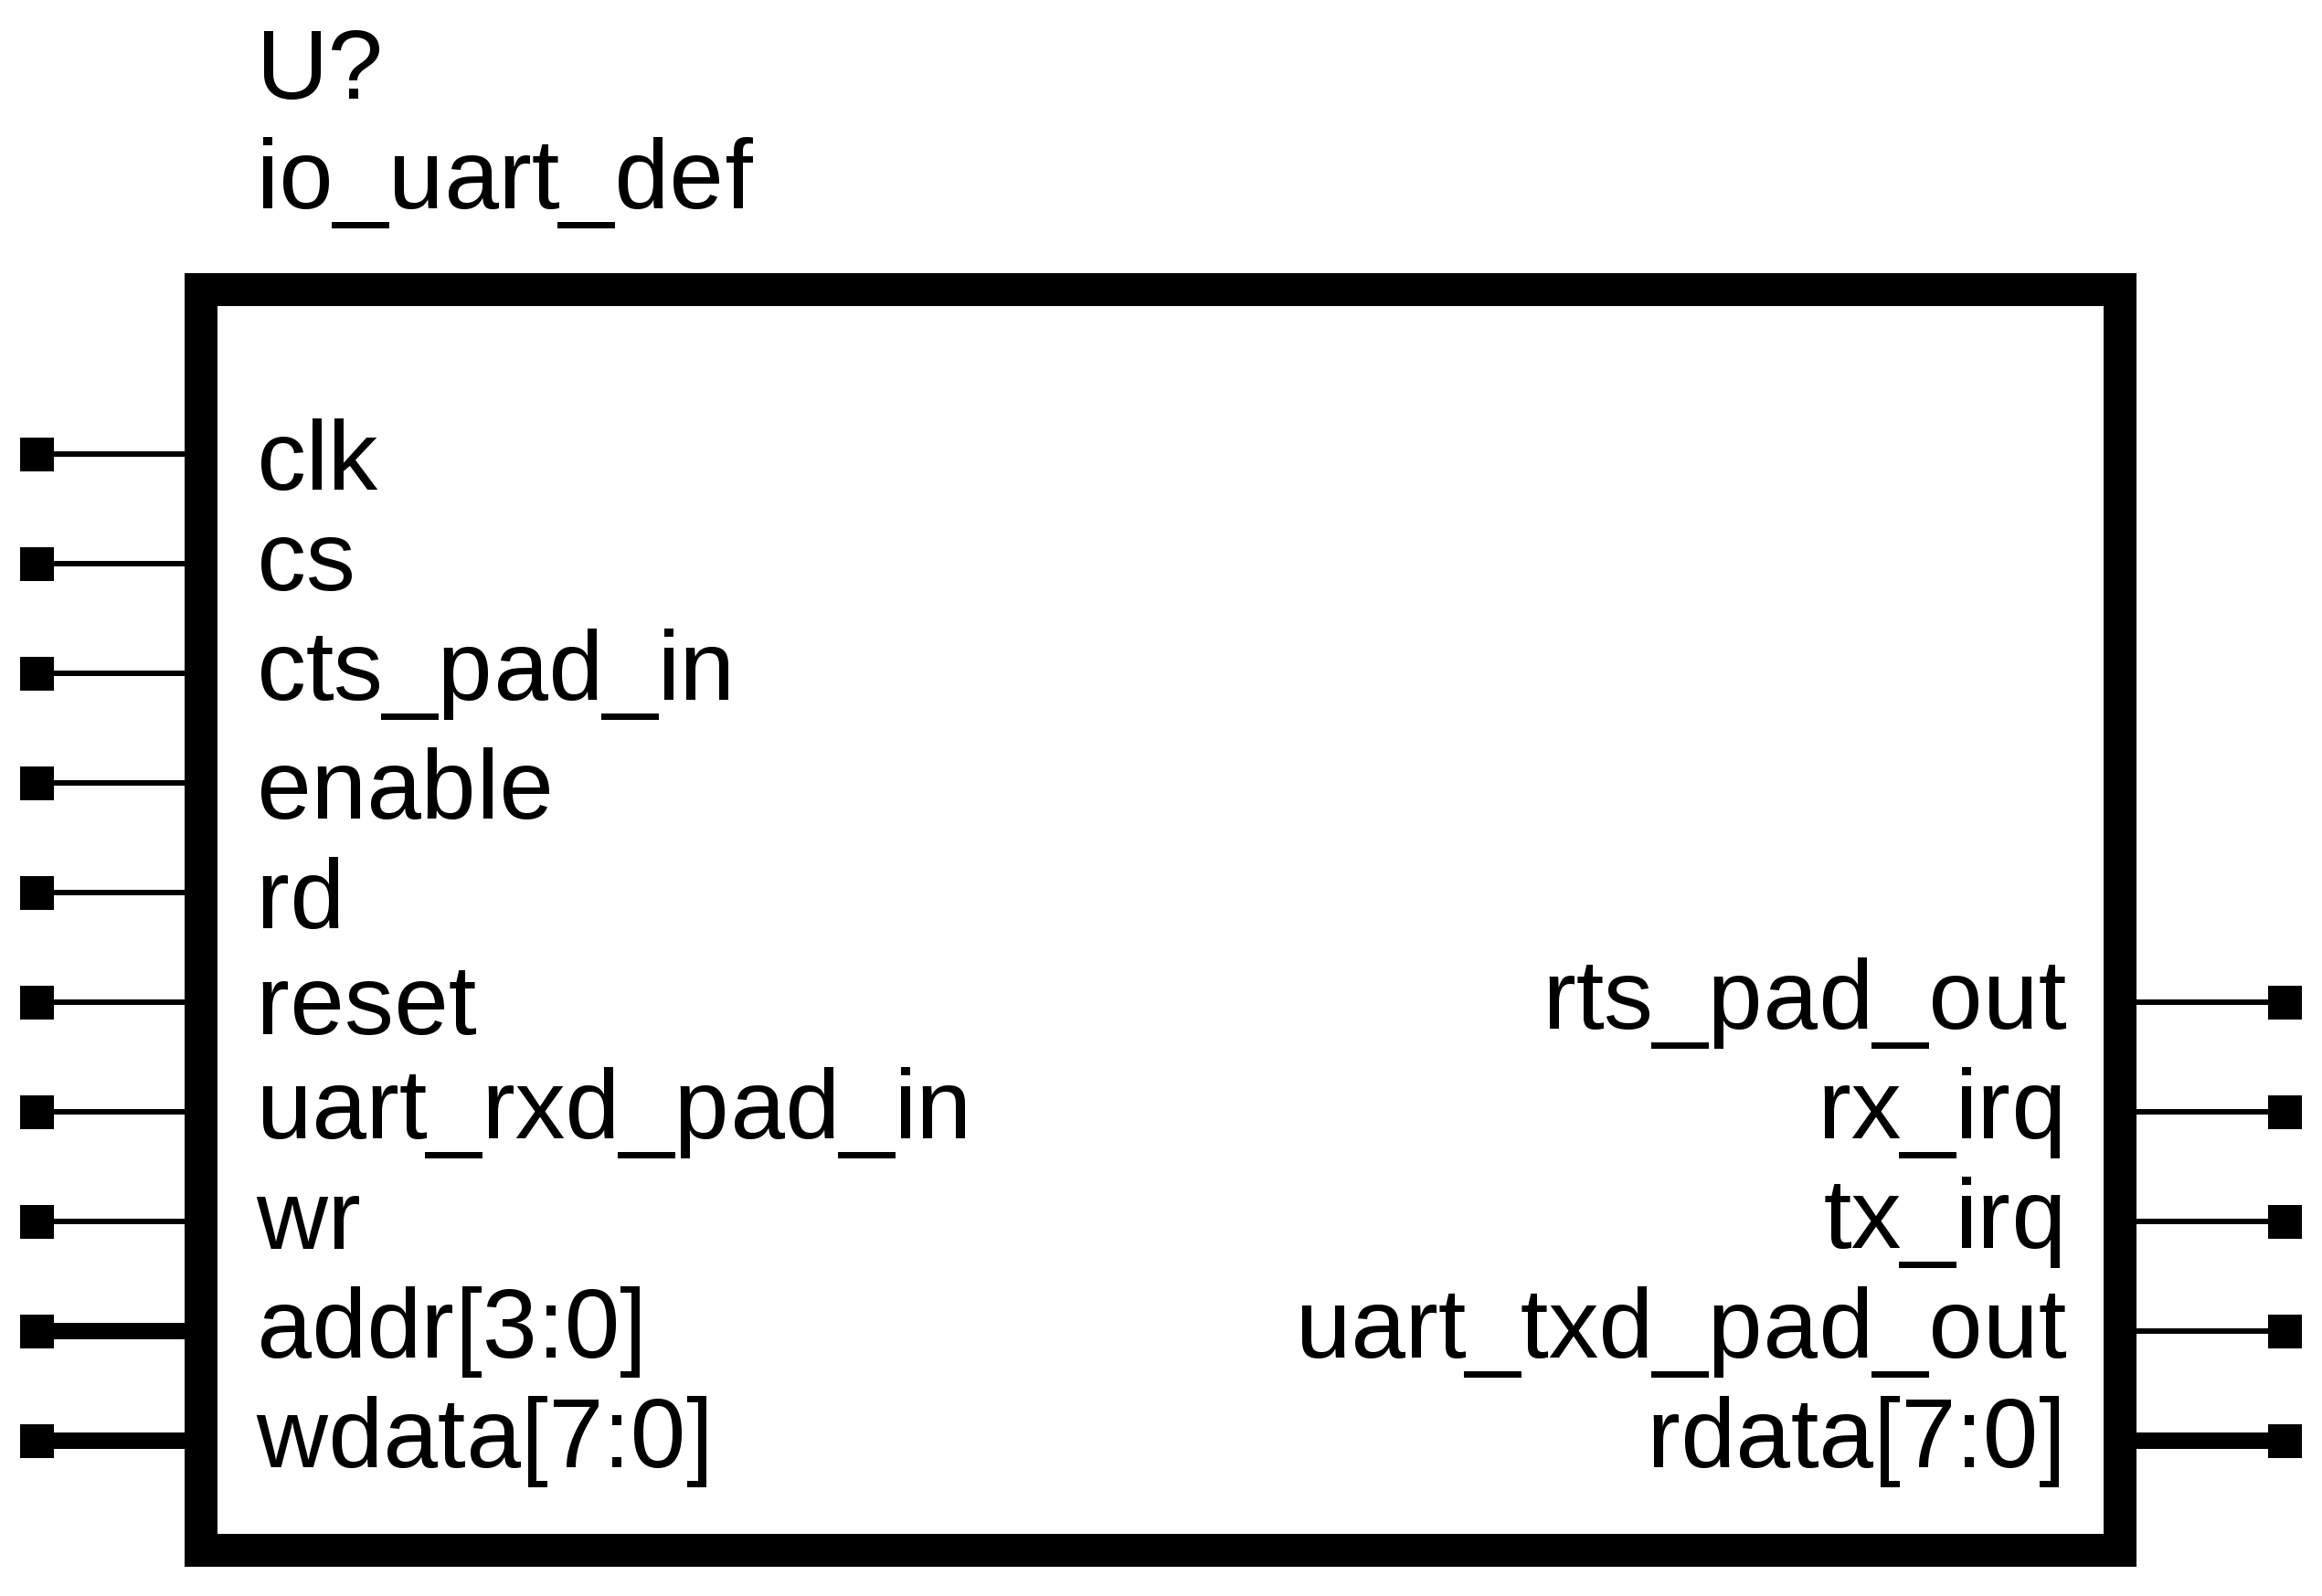 U?
io_uart_def
clk
cs
cts_pad_in
enable
rd
reset
uart_rxd_pad_in
wr
addr[3:0]
wdata[7:0]
rts_pad_out
rx_irq
tx_irq
uart_txd_pad_out
rdata[7:0]